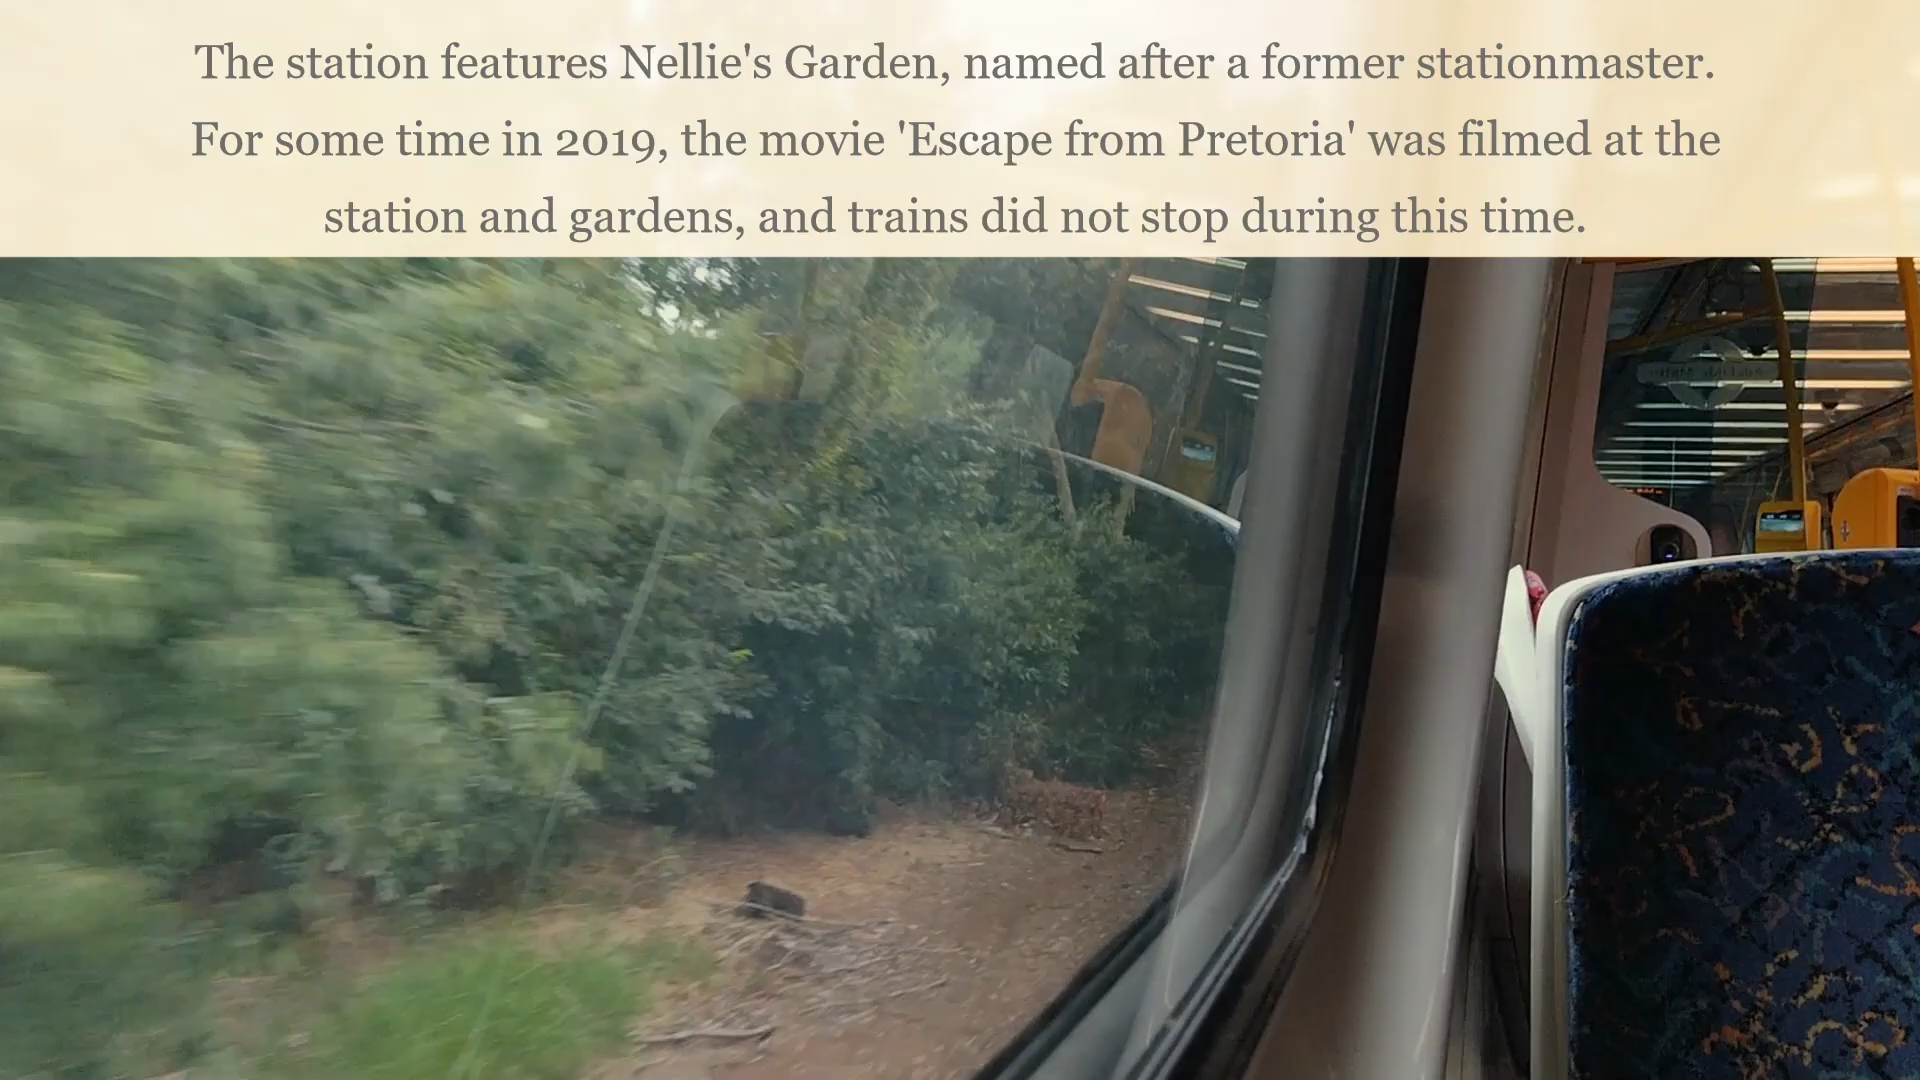 The station features Nellie's Garden, named after a former stationmaster.
For some time in 2019, the movie 'Escape from Pretoria' was filmed at the
station and gardens, and trains did not stop during this time.